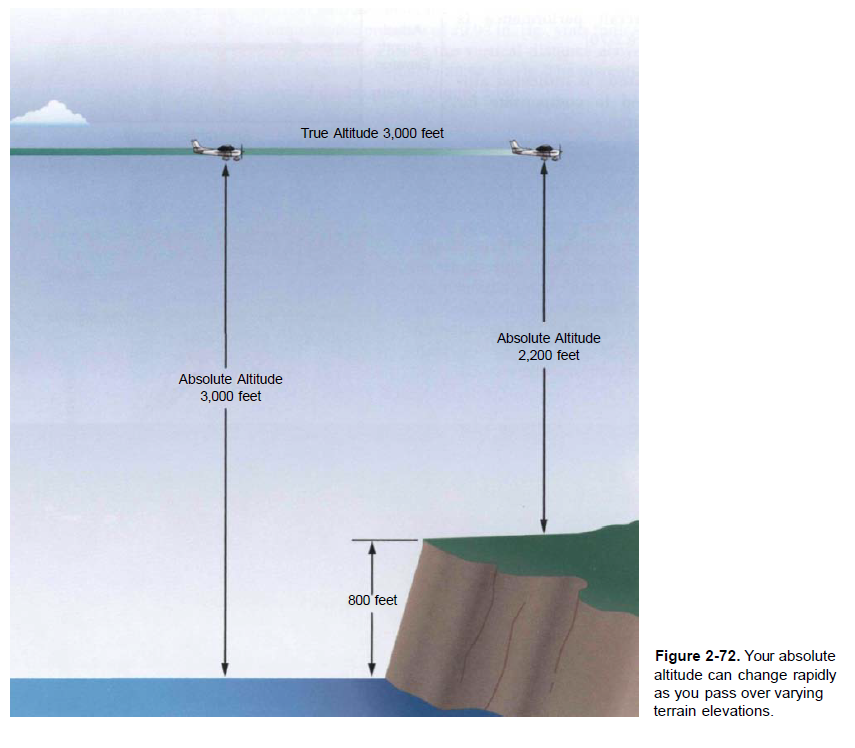 True Altitude 3,000 feet
Absolute Altitude
2,200 feet
Absolute Altitude
3,000 feet
800 feet
Figure 2-72. Your absolute
altitude can change rapidly
as you pass over varying
terrain elevations.